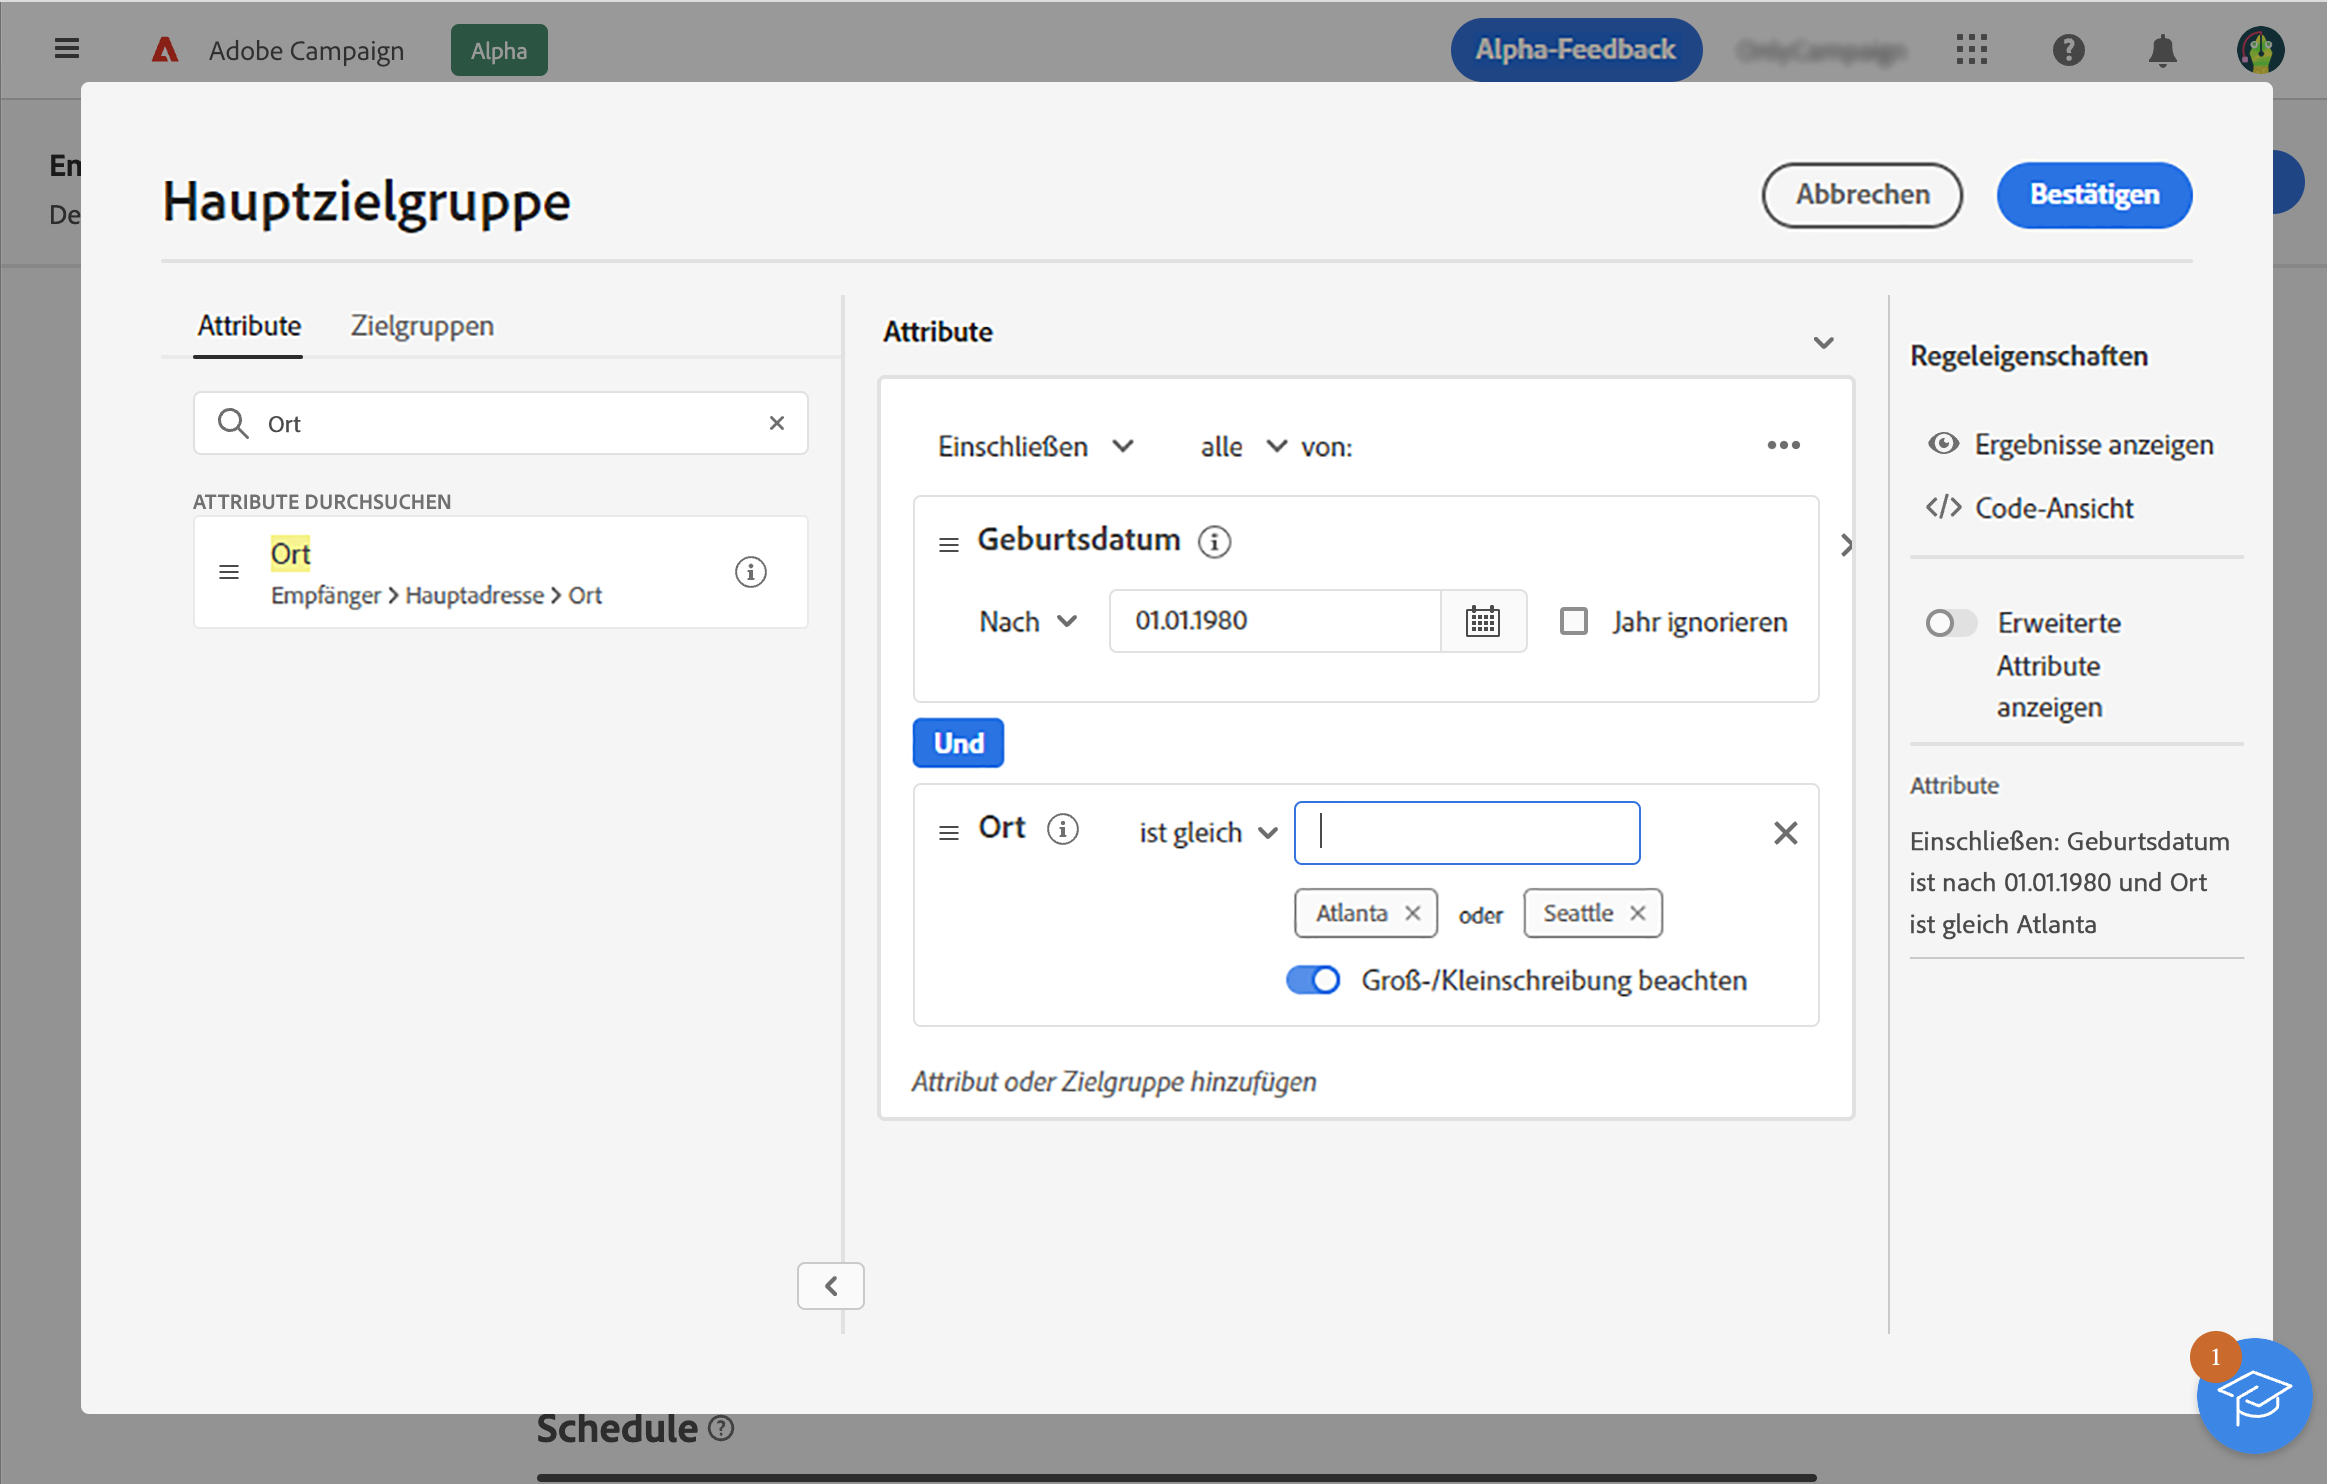 Adobe Campaign
Alpha
Alpha-Feedback
En
De
Hauptzielgruppe
Abbrechen
Bestätigen
Attribute
Zielgruppen
Ort
ATTRIBUTE DURCHSUCHEN
Ort
Empfänger > Hauptadresse > Ort
Attribute
Einschließen
alle
von:
Geburtsdatum
Nach
01.01.1980
Jahr ignorieren
Und
Ort
ist gleich
Atlanta
oder
Seattle
Groß-/Kleinschreibung beachten
Attribut oder Zielgruppe hinzufügen
Regeleigenschaften
Ergebnisse anzeigen
Code-Ansicht
Erweiterte
Attribute
anzeigen
Attribute
Einschließen: Geburtsdatum
ist nach 01.01.1980 und Ort
ist gleich Atlanta
1
Schedule